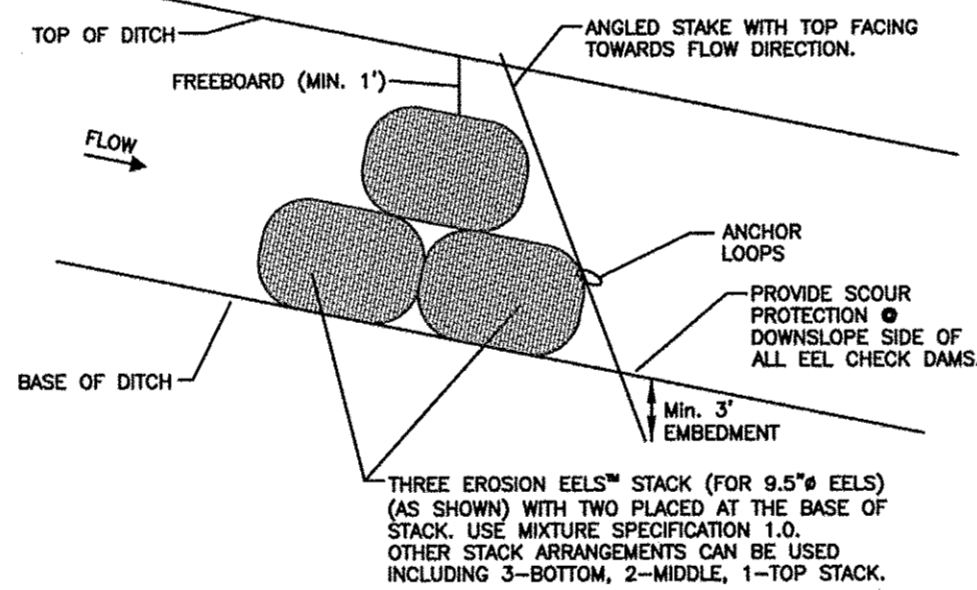 TOP OF DITCH
ANGLED STAKE WITH TOP FACING
TOWARDS FLOW DIRECTION.
FREEBOARD (MIN. 1')
FLOW
ANCHOR
LOOPS
PROVIDE SCOUR
PROTECTION @
DOWNSLOPE SIDE OF
ALL EEL CHECK DAMS.
BASE OF DITCH
Min. 3'
EMBEDMENT
THREE EROSION EELS™ STACK (FOR 9.5"ø EELS)
(AS SHOWN) WITH TWO PLACED AT THE BASE OF
STACK. USE MIXTURE SPECIFICATION 1.0.
OTHER STACK ARRANGEMENTS CAN BE USED
INCLUDING 3-BOTTOM, 2-MIDDLE, 1-TOP STACK.